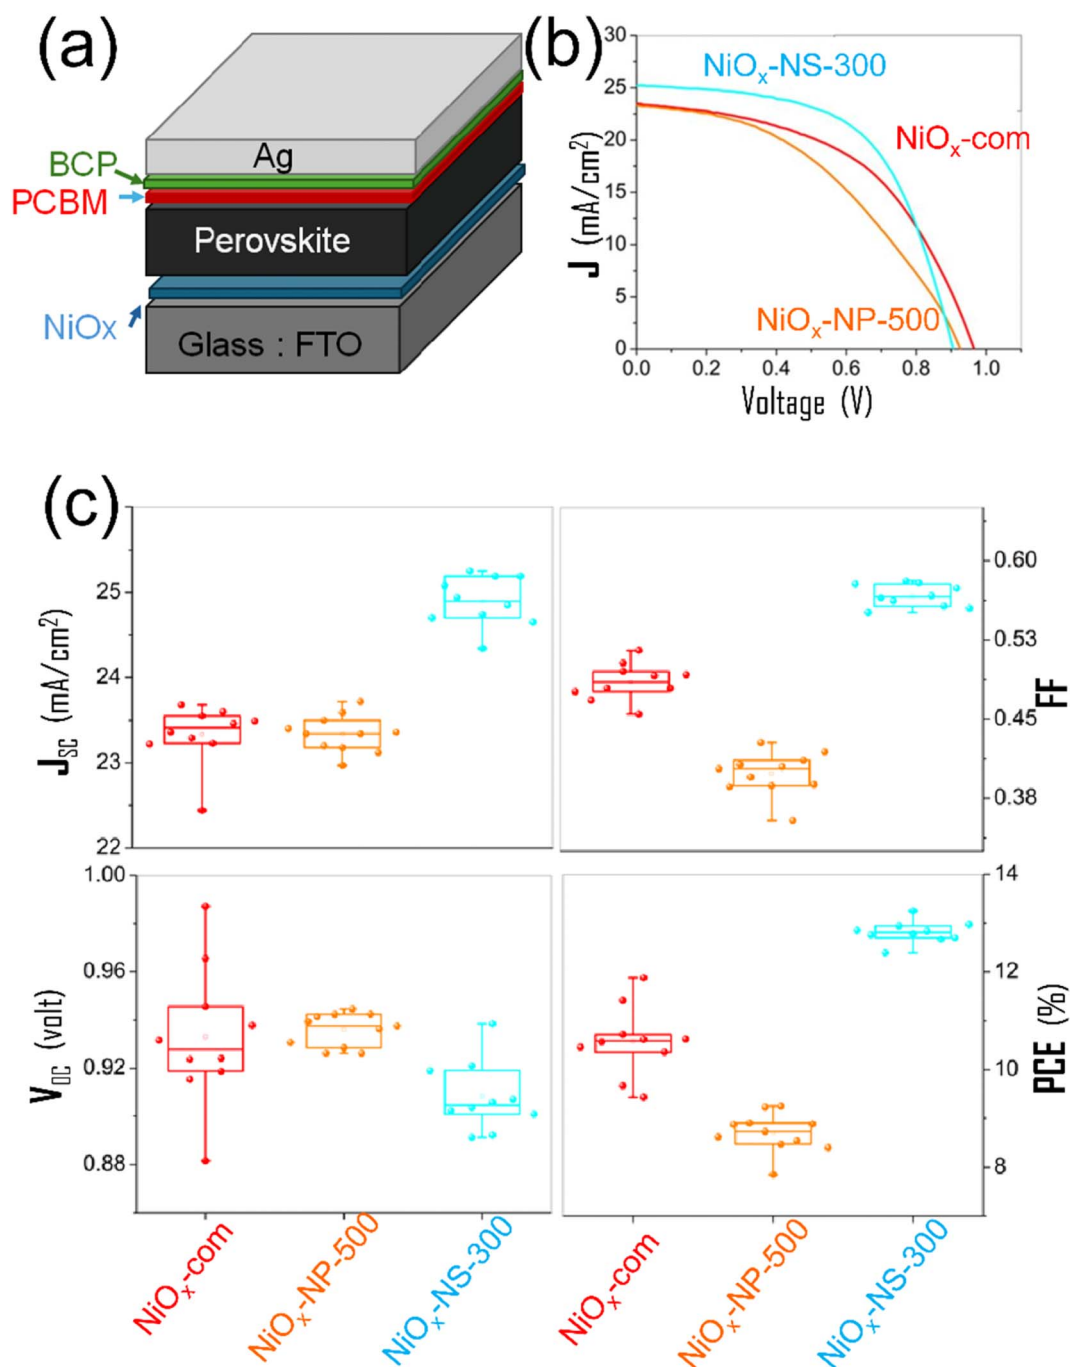 (a)
Ag
BCP
PCBM
Perovskite
NiOx
Glass : FTO
(b)
30
25
20
15
10
5
0
J (mA/cm²)
NiOₓ-NS-300
NiOₓ-com
NiOₓ-NP-500
0.0 0.2 0.4 0.6 0.8 1.0
Voltage (V)
(c)
25
24
23
22
J_SC (mA/cm²)
0.60
0.53
0.45
0.38
FF
1.00
0.96
0.92
0.88
V_OC (volt)
14
12
10
8
PCE (%)
NiOₓ-com
NiOₓ-NP-500
NiOₓ-NS-300
NiOₓ-com
NiOₓ-NP-500
NiOₓ-NS-300